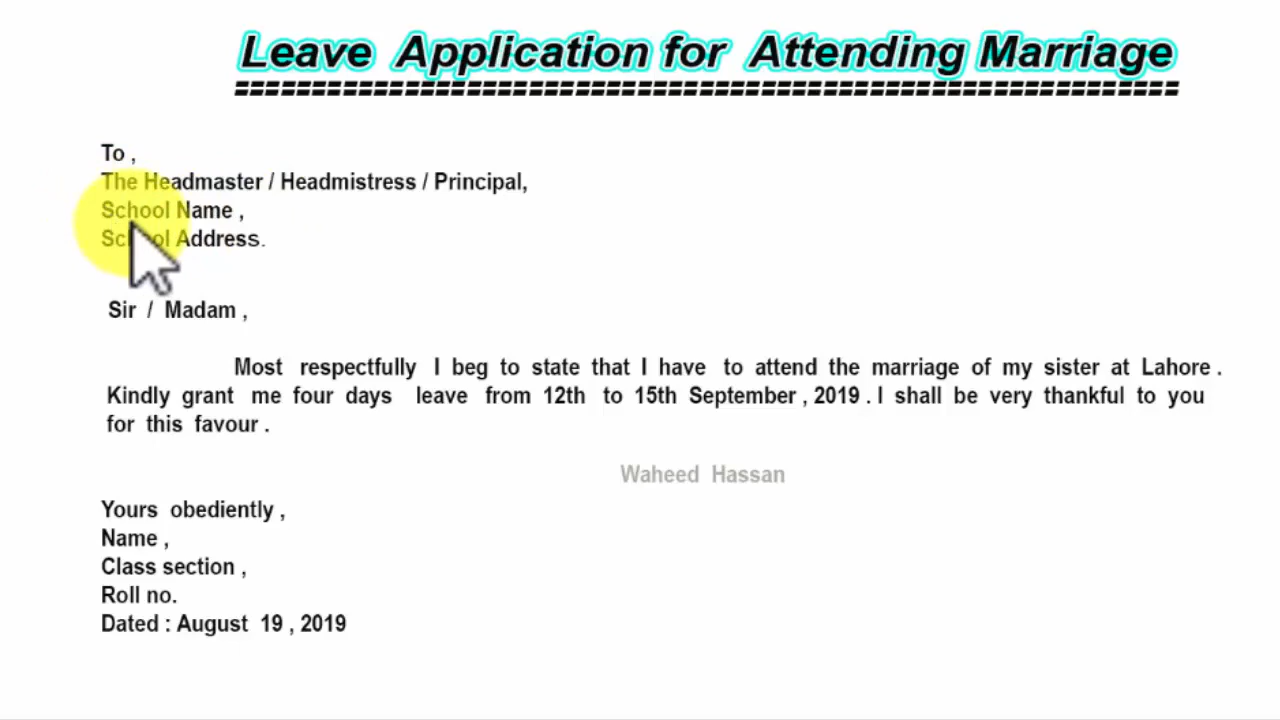 Leave Application for Attending Marriage
To ,
The Headmaster / Headmistress / Principal,
School Name ,
School Address.
Sir / Madam ,
Most respectfully I beg to state that I have to attend the marriage of my sister at Lahore .
Kindly grant me four days leave from 12th to 15th September , 2019 . I shall be very thankful to you
for this favour .
Waheed Hassan
Yours obediently ,
Name ,
Class section ,
Roll no.
Dated : August 19 , 2019